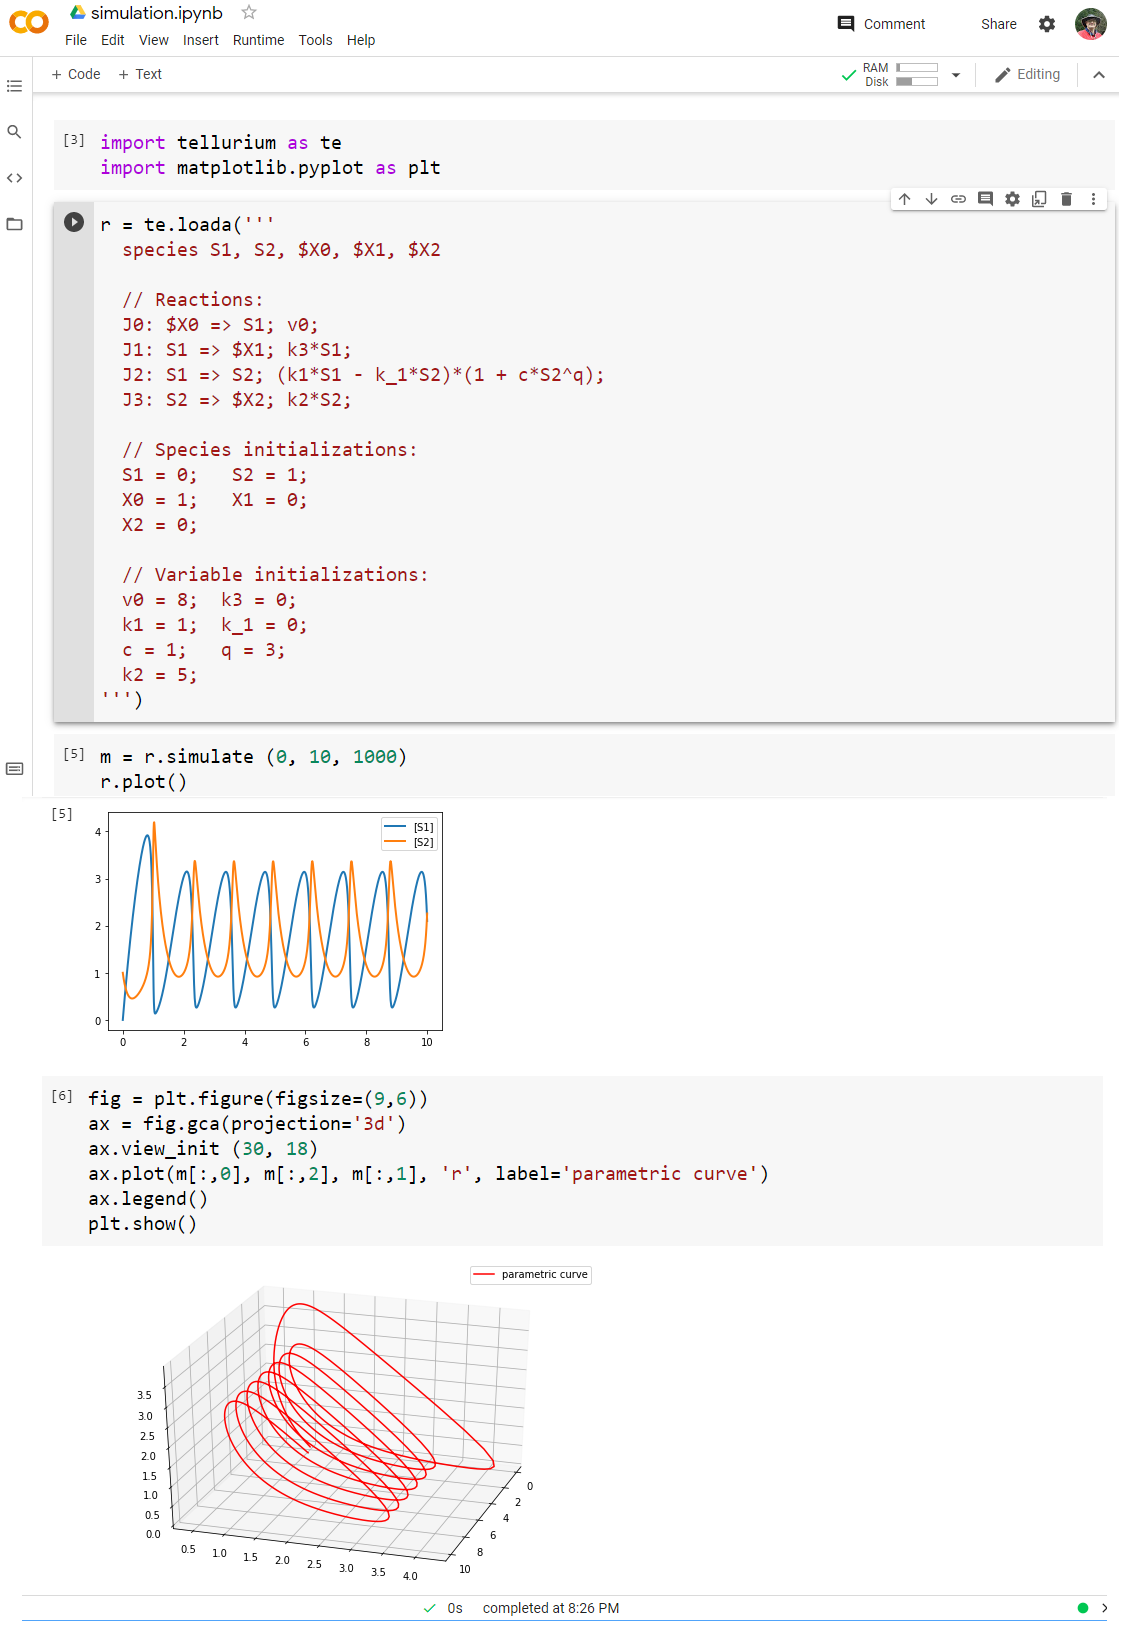 simulation.ipynb
Comment
Share
File Edit View Insert Runtime Tools Help
+ Code + Text
RAM
Disk
Editing
[3] import tellurium as te
import matplotlib.pyplot as plt
r = te.loada('''
species S1, S2, $X0, $X1, $X2
// Reactions:
J0: $X0 => S1; v0;
J1: S1 => $X1; k3*S1;
J2: S1 => S2; (k1*S1 - k_1*S2)*(1 + c*S2^q);
J3: S2 => $X2; k2*S2;
// Species initializations:
S1 = 0; S2 = 1;
X0 = 1; X1 = 0;
X2 = 0;
// Variable initializations:
v0 = 8; k3 = 0;
k1 = 1; k_1 = 0;
c = 1; q = 3;
k2 = 5;
''')
[5] m = r.simulate (0, 10, 1000)
r.plot()
[5]
[S1]
[S2]
4
3
2
1
0
0 2 4 6 8 10
[6] fig = plt.figure(figsize=(9,6))
ax = fig.gca(projection='3d')
ax.view_init (30, 18)
ax.plot(m[:,0], m[:,2], m[:,1], 'r', label='parametric curve')
ax.legend()
plt.show()
parametric curve
3.5
3.0
2.5
2.0
1.5
1.0
0.5
0.0
0.5 1.0 1.5 2.0 2.5 3.0 3.5 4.0
0
2
4
6
8
10
0s completed at 8:26 PM